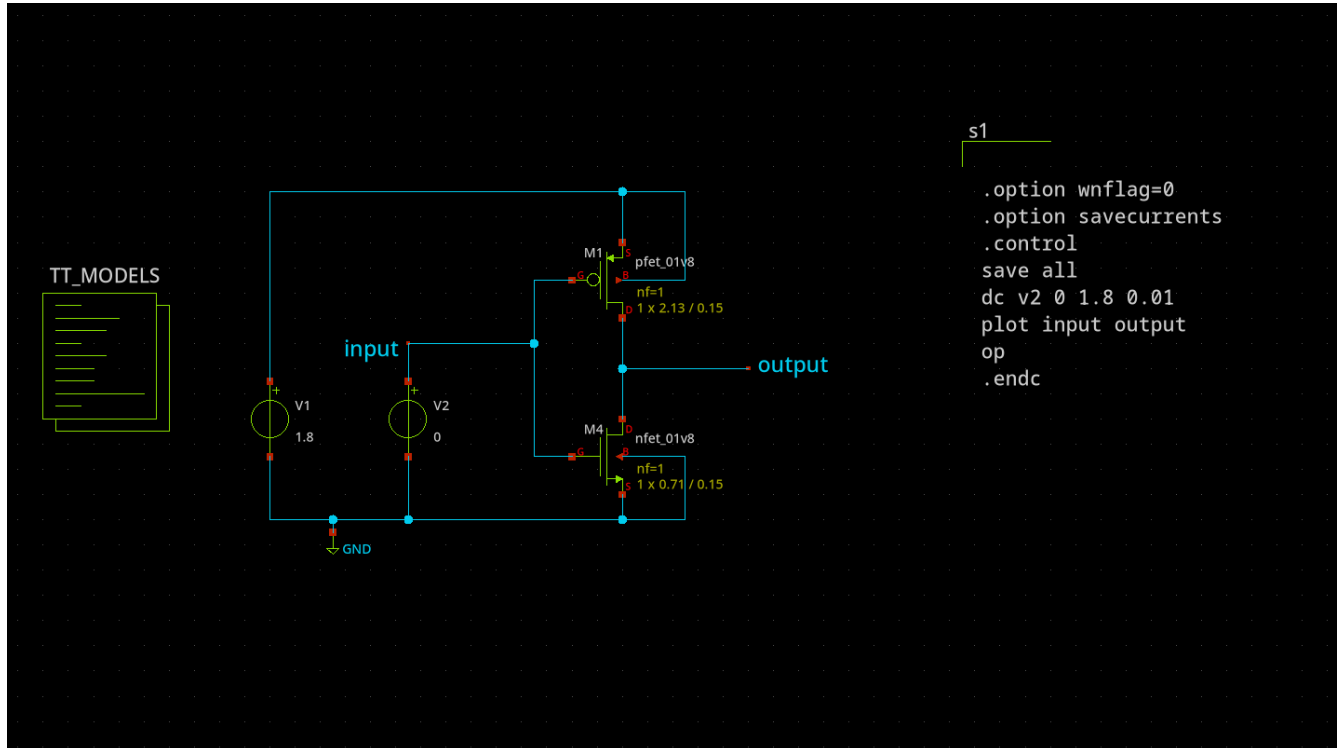 s1
.option wnflag=0
.option savecurrents
.control
save all
dc v2 0 1.8 0.01
plot input output
op
.endc
TT_MODELS
M1
S
pfet_01v8
G
B
nf=1
D
1 x 2.13 / 0.15
input
output
+
V1
1.8
+
V2
0
M4
D
nfet_01v8
G
B
nf=1
S
1 x 0.71 / 0.15
GND